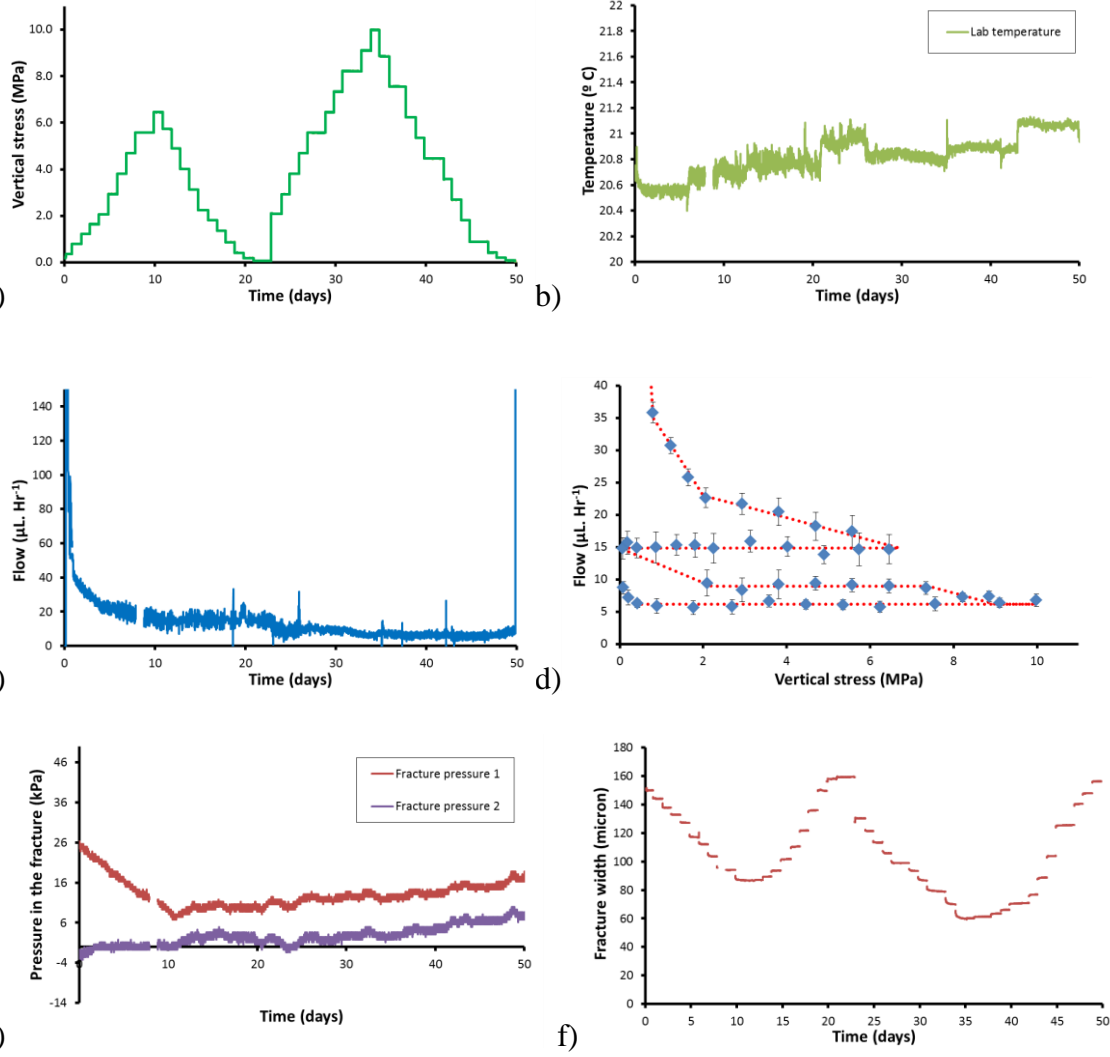 Vertical stress (MPa)
10.0
8.0
6.0
4.0
2.0
0.0
0 10 20 30 40 50
Time (days)
)
Temperature (º C)
22
21.8
21.6
21.4
21.2
21
20.8
20.6
20.4
20.2
20
Lab temperature
0 10 20 30 40 50
Time (days)
b)
Flow (µL. Hr⁻¹)
140
120
100
80
60
40
20
0
0 10 20 30 40 50
Time (days)
)
Flow (µL. Hr⁻¹)
40
35
30
25
20
15
10
5
0
0 2 4 6 8 10
Vertical stress (MPa)
d)
Pressure in the fracture (kPa)
46
36
26
16
6
-4
-14
Fracture pressure 1
Fracture pressure 2
0 10 20 30 40 50
Time (days)
)
Fracture width (micron)
180
160
140
120
100
80
60
40
20
0
0 5 10 15 20 25 30 35 40 45 50
Time (days)
f)